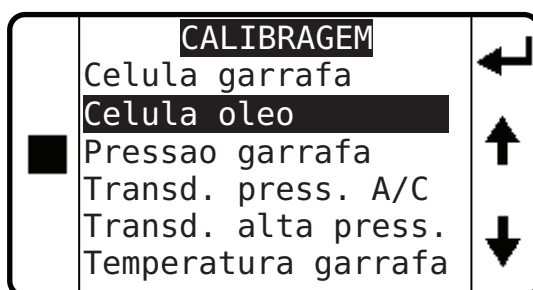 CALIBRAGEM
Celula garrafa
Celula oleo
Pressao garrafa
Transd. press. A/C
Transd. alta press.
Temperatura garrafa